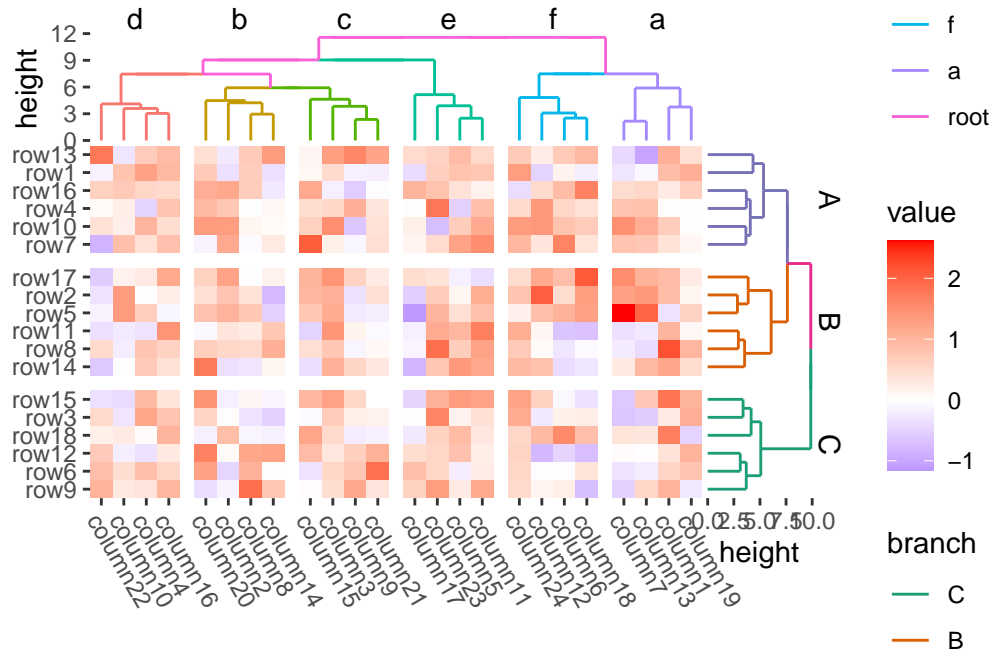 d b c e f a
height
12
9
6
3
0
row13
row1
row16
row4
row10
row7
row17
row2
row5
row11
row8
row14
row15
row3
row18
row12
row6
row9
A
B
C
column22
column10
column4
column16
column20
column2
column8
column14
column15
column3
column9
column21
column17
column23
column5
column11
column24
column12
column6
column18
column7
column13
column1
column19
0.0 2.5 5.0 7.5 10.0
height
f
a
root
value
2
1
0
−1
branch
C
B